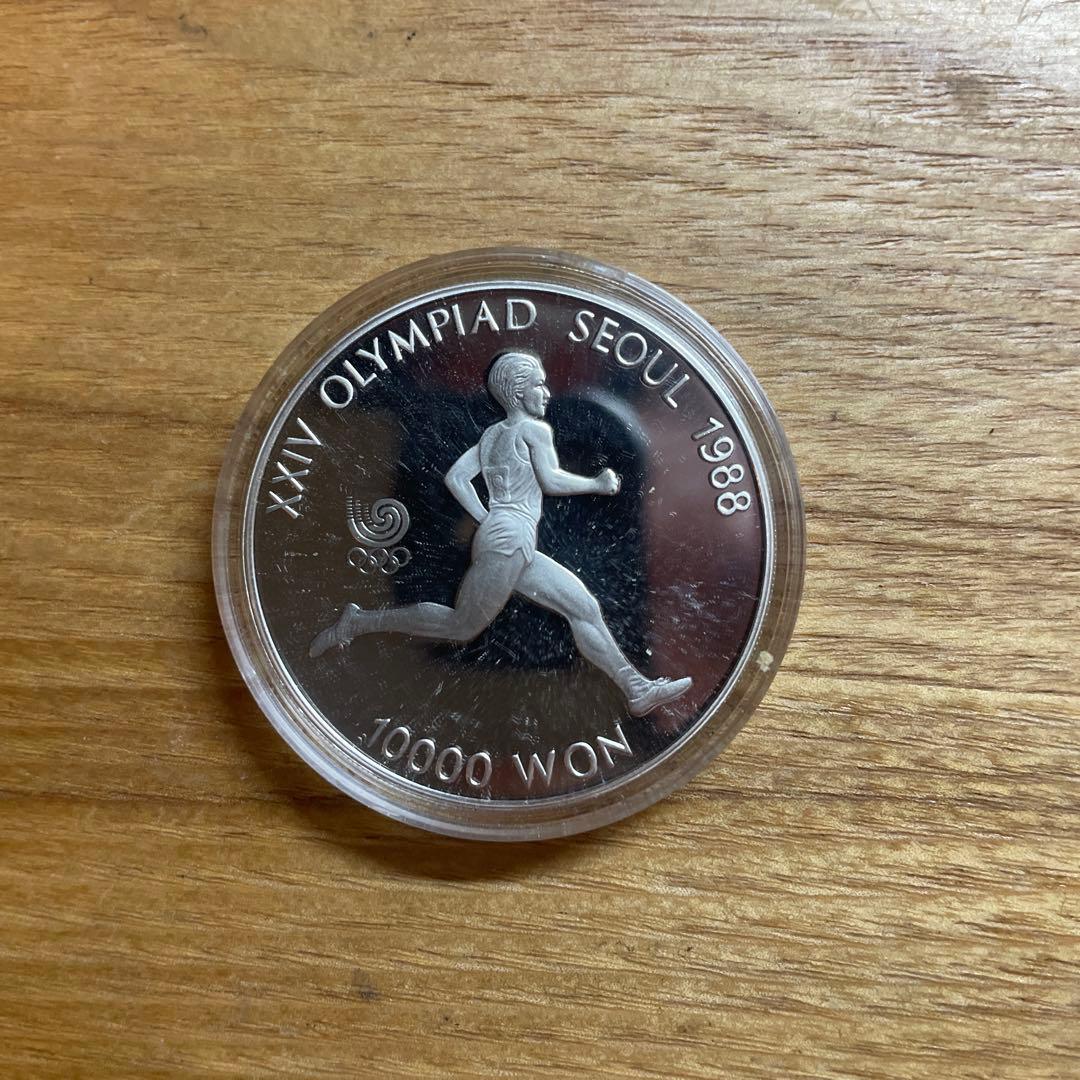 XXIV OLYMPIAD SEOUL 1988
10000 WON